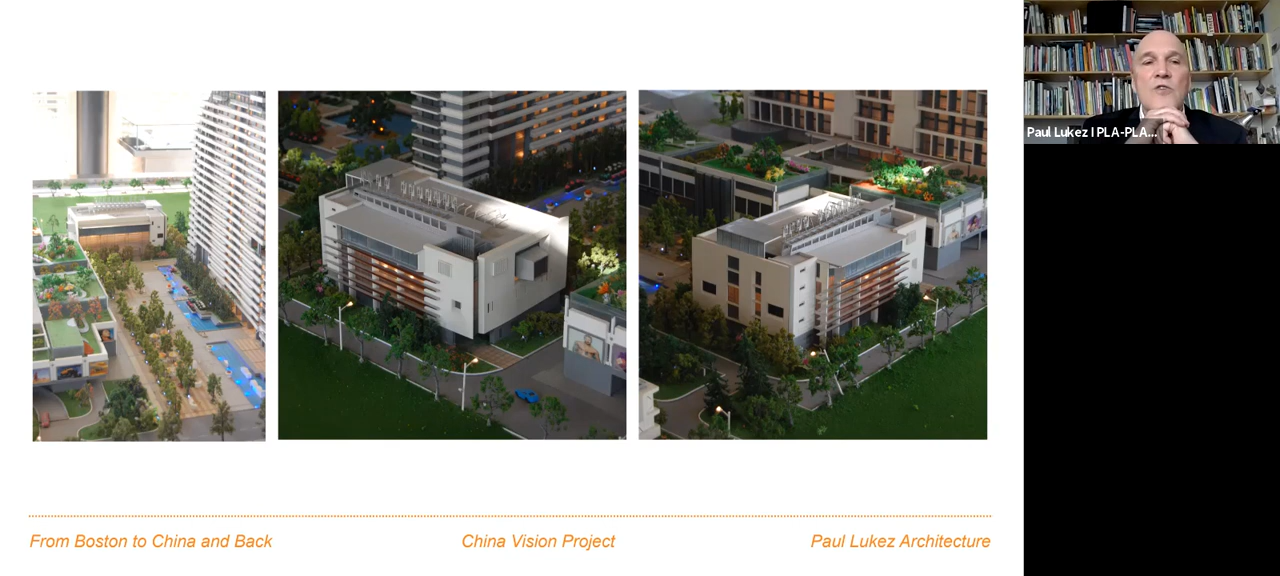 Paul Lukez I PLA-PLA...
From Boston to China and Back
China Vision Project
Paul Lukez Architecture